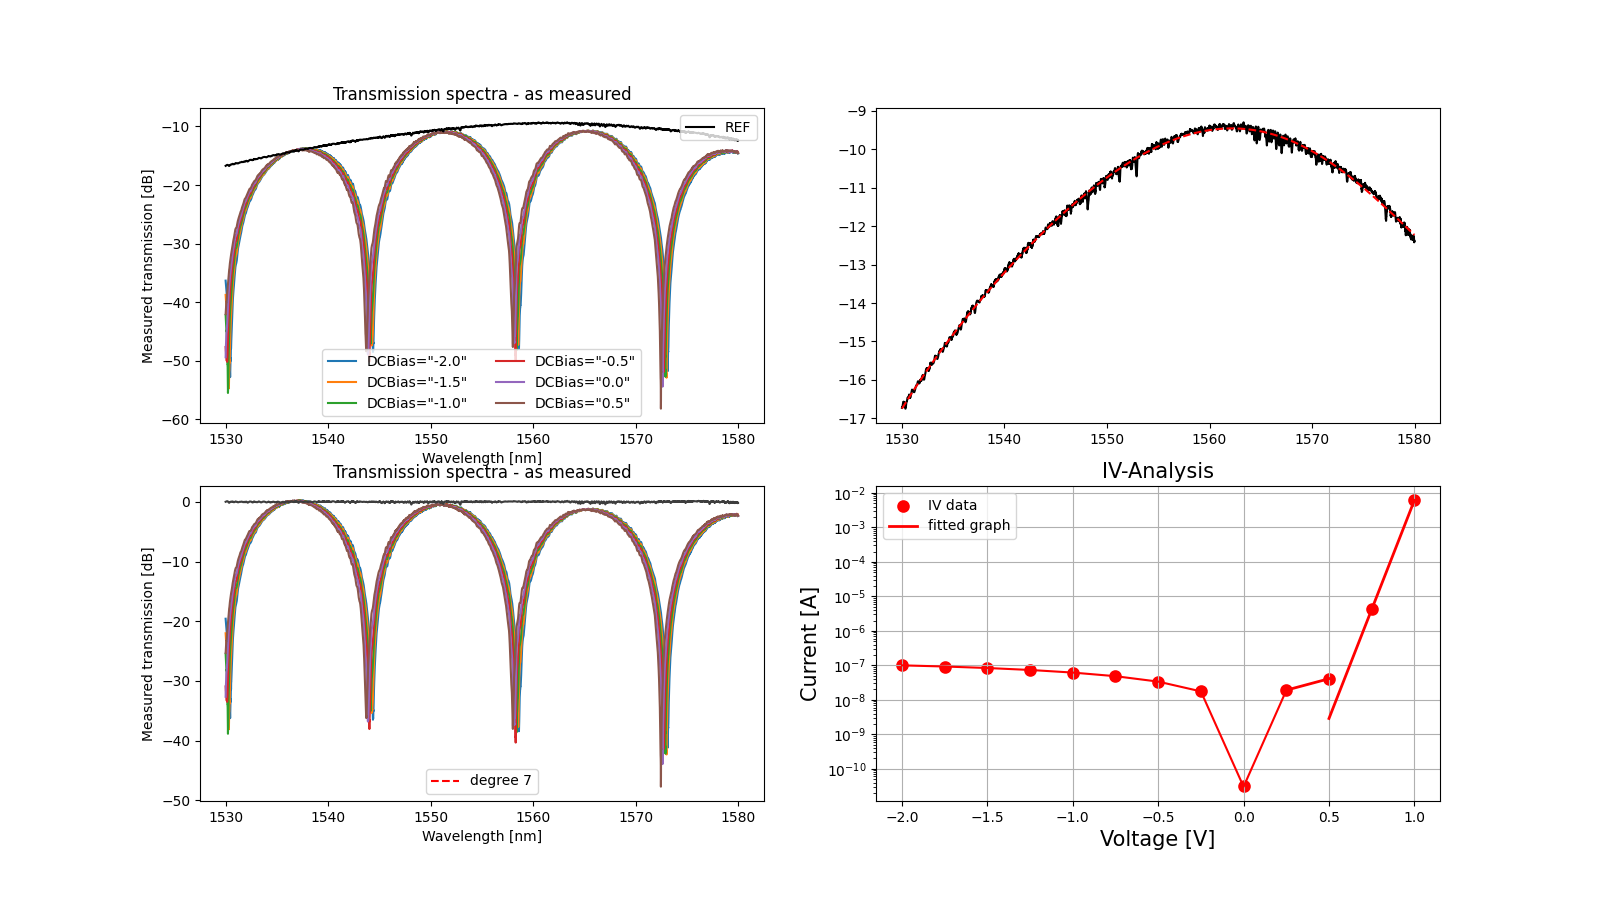 Transmission spectra - as measured
Measured transmission [dB]
−10
−20
−30
−40
−50
−60
REF
DCBias="-2.0"
DCBias="-1.5"
DCBias="-1.0"
DCBias="-0.5"
DCBias="0.0"
DCBias="0.5"
1530 1540 1550 1560 1570 1580
Wavelength [nm]
−9
−10
−11
−12
−13
−14
−15
−16
−17
1530 1540 1550 1560 1570 1580
Transmission spectra - as measured
Measured transmission [dB]
0
−10
−20
−30
−40
−50
degree 7
1530 1540 1550 1560 1570 1580
Wavelength [nm]
IV-Analysis
Current [A]
10⁻²
10⁻³
10⁻⁴
10⁻⁵
10⁻⁶
10⁻⁷
10⁻⁸
10⁻⁹
10⁻¹⁰
IV data
fitted graph
−2.0 −1.5 −1.0 −0.5 0.0 0.5 1.0
Voltage [V]